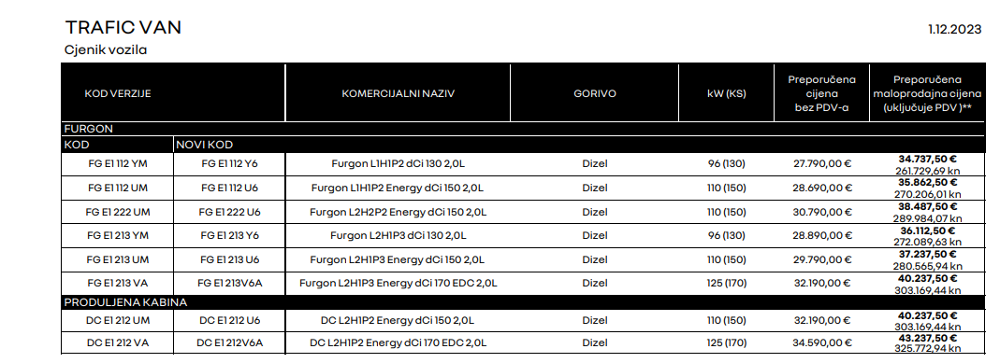 TRAFIC VAN 1.12.2023
Cjenik vozila
KOD VERZIJE KOMERCIJALNI NAZIV GORIVO kW (KS) Preporučena cijena bez PDV-a Preporučena maloprodajna cijena (uključuje PDV )**
FURGON
KOD NOVI KOD
FG E1 112 YM FG E1 112 Y6 Furgon L1H1P2 dCi 130 2,0L Dizel 96 (130) 27.790,00 € 34.737,50 €
261.729,69 kn
FG E1 112 UM FG E1 112 U6 Furgon L1H1P2 Energy dCi 150 2,0L Dizel 110 (150) 28.690,00 € 35.862,50 €
270.206,01 kn
FG E1 222 UM FG E1 222 U6 Furgon L2H2P2 Energy dCi 150 2,0L Dizel 110 (150) 30.790,00 € 38.487,50 €
289.984,07 kn
FG E1 213 YM FG E1 213 Y6 Furgon L2H1P3 dCi 130 2,0L Dizel 96 (130) 28.890,00 € 36.112,50 €
272.089,63 kn
FG E1 213 UM FG E1 213 U6 Furgon L2H1P3 Energy dCi 150 2,0L Dizel 110 (150) 29.790,00 € 37.237,50 €
280.565,94 kn
FG E1 213 VA FG E1 213V6A Furgon L2H1P3 Energy dCi 170 EDC 2,0L Dizel 125 (170) 32.190,00 € 40.237,50 €
303.169,44 kn
PRODULJENA KABINA
DC E1 212 UM DC E1 212 U6 DC L2H1P2 Energy dCi 150 2,0L Dizel 110 (150) 32.190,00 € 40.237,50 €
303.169,44 kn
DC E1 212 VA DC E1 212V6A DC L2H1P2 Energy dCi 170 EDC 2,0L Dizel 125 (170) 34.590,00 € 43.237,50 €
325.772,94 kn